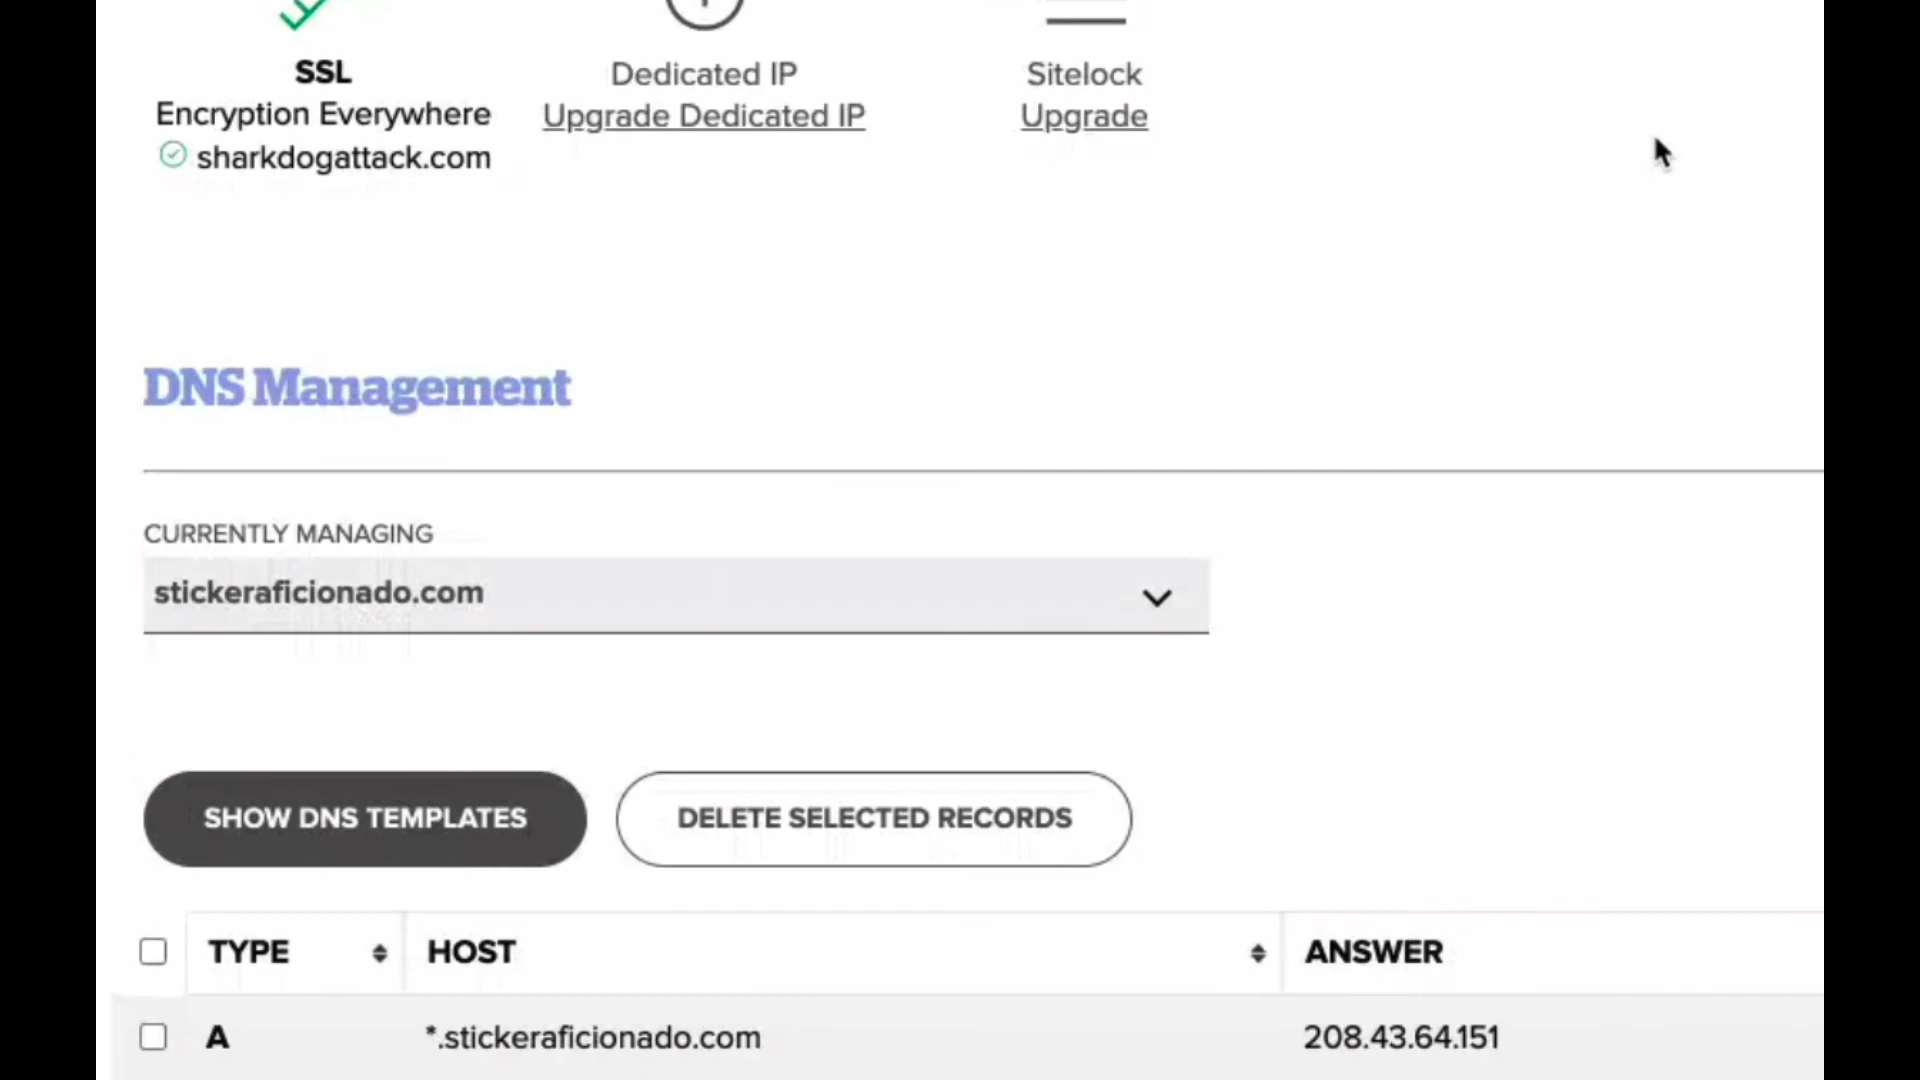 SSL
Encryption Everywhere
sharkdogattack.com
Dedicated IP
Upgrade Dedicated IP
Sitelock
Upgrade
DNS Management
CURRENTLY MANAGING
stickeraficionado.com
SHOW DNS TEMPLATES
DELETE SELECTED RECORDS
TYPE HOST ANSWER
A *.stickeraficionado.com 208.43.64.151